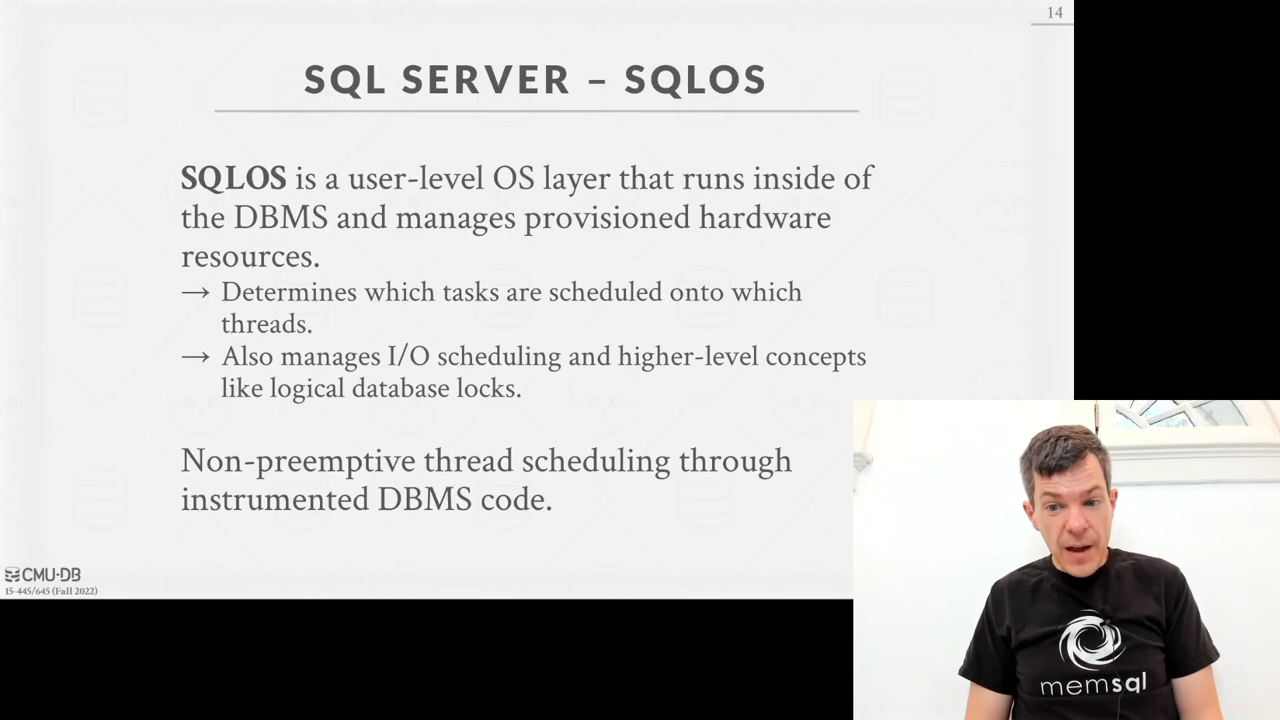 14
SQL SERVER – SQLOS
SQLOS is a user-level OS layer that runs inside of
the DBMS and manages provisioned hardware
resources.
→ Determines which tasks are scheduled onto which
threads.
→ Also manages I/O scheduling and higher-level concepts
like logical database locks.
Non-preemptive thread scheduling through
instrumented DBMS code.
CMU·DB
15-445/645 (Fall 2022)
memsql